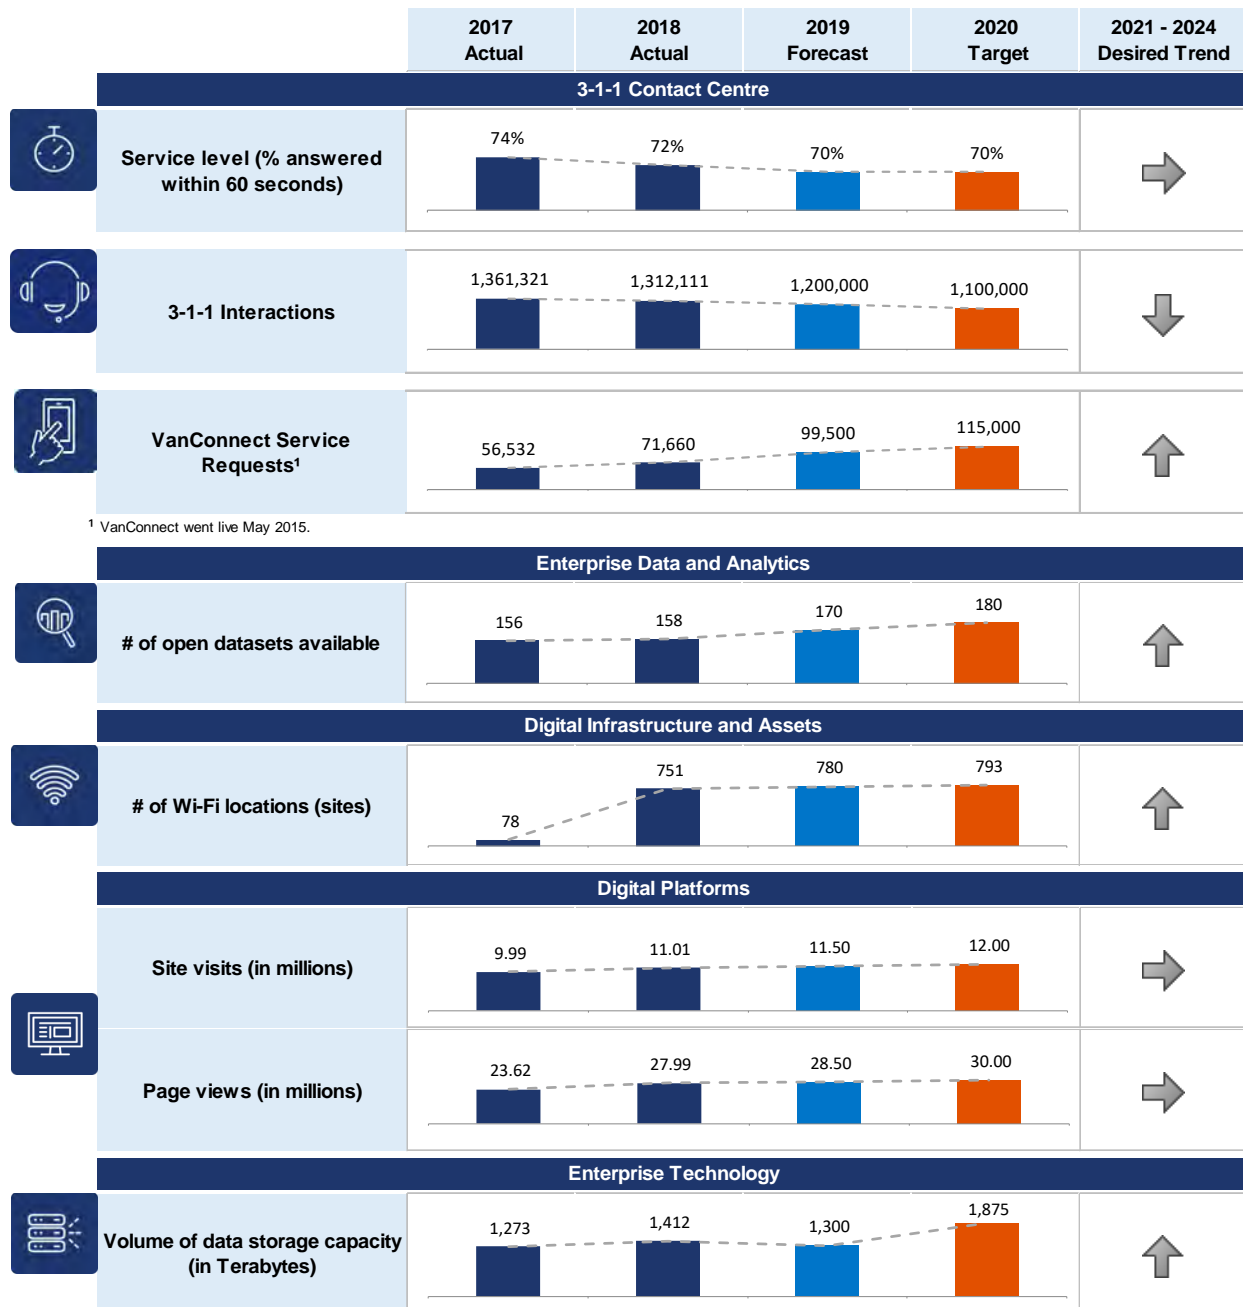 2017 2018 2019 2020 2021 - 2024
Actual Actual Forecast Target Desired Trend
3-1-1 Contact Centre
Service level (% answered
within 60 seconds)
74% 72% 70% 70%
3-1-1 Interactions
1,361,321 1,312,111 1,200,000 1,100,000
VanConnect Service
Requests¹
56,532 71,660 99,500 115,000
¹ VanConnect went live May 2015.
Enterprise Data and Analytics
# of open datasets available
156 158 170 180
Digital Infrastructure and Assets
# of Wi-Fi locations (sites)
78 751 780 793
Digital Platforms
Site visits (in millions)
9.99 11.01 11.50 12.00
Page views (in millions)
23.62 27.99 28.50 30.00
Enterprise Technology
Volume of data storage capacity
(in Terabytes)
1,273 1,412 1,300 1,875